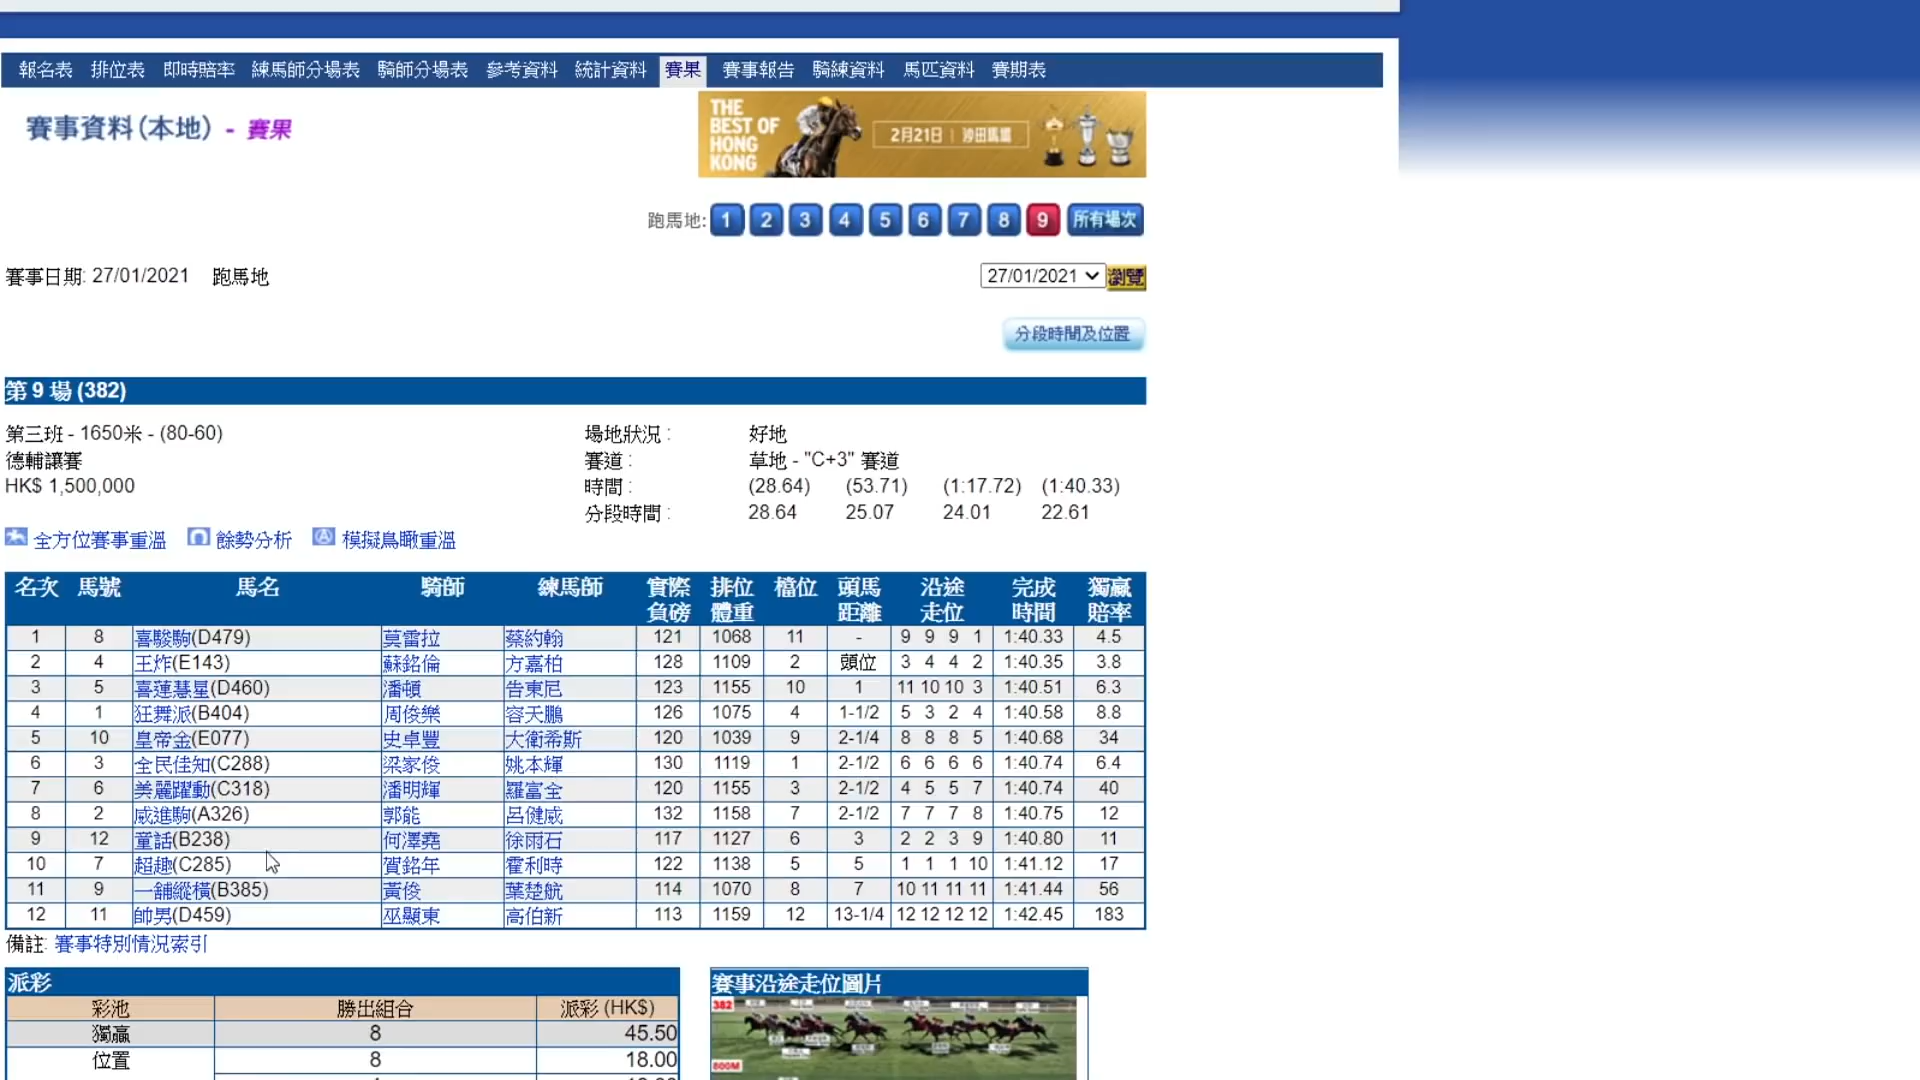 報名表 排位表 即時賠率 練馬師分場表 騎師分場表 參考資料 統計資料 賽果 賽事報告 騎練資料 馬匹資料 賽期表
賽事資料(本地) - 賽果
THE BEST OF HONG KONG
2月21日 | 沙田馬場
跑馬地: 1 2 3 4 5 6 7 8 9 所有場次
賽事日期: 27/01/2021 跑馬地
27/01/2021 瀏覽
分段時間及位置
第 9 場 (382)
第三班 - 1650米 - (80-60) 場地狀況 : 好地
德輔讓賽 賽道 : 草地 - "C+3" 賽道
HK$ 1,500,000 時間 : (28.64) (53.71) (1:17.72) (1:40.33)
分段時間 : 28.64 25.07 24.01 22.61
全方位賽事重溫 餘勢分析 模擬鳥瞰重溫
名次 馬號 馬名 騎師 練馬師 實際負磅 排位體重 檔位 頭馬距離 沿途走位 完成時間 獨贏賠率
1 8 喜駿駒(D479) 莫雷拉 蔡約翰 121 1068 11 - 9 9 9 1 1:40.33 4.5
2 4 王炸(E143) 蘇銘倫 方嘉柏 128 1109 2 頭位 3 4 4 2 1:40.35 3.8
3 5 喜蓮慧星(D460) 潘頓 告東尼 123 1155 10 1 11 10 10 3 1:40.51 6.3
4 1 狂舞派(B404) 周俊樂 容天鵬 126 1075 4 1-1/2 5 3 2 4 1:40.58 8.8
5 10 皇帝金(E077) 史卓豐 大衛希斯 120 1039 9 2-1/4 8 8 8 5 1:40.68 34
6 3 全民佳知(C288) 梁家俊 姚本輝 130 1119 1 2-1/2 6 6 6 6 1:40.74 6.4
7 6 美麗躍動(C318) 潘明輝 羅富全 120 1155 3 2-1/2 4 5 5 7 1:40.74 40
8 2 威進駒(A326) 郭能 呂健威 132 1158 7 2-1/2 7 7 7 8 1:40.75 12
9 12 童話(B238) 何澤堯 徐雨石 117 1127 6 3 2 2 3 9 1:40.80 11
10 7 超趣(C285) 賀銘年 霍利時 122 1138 5 5 1 1 1 10 1:41.12 17
11 9 一舖縱橫(B385) 黃俊 葉楚航 114 1070 8 7 10 11 11 11 1:41.44 56
12 11 帥男(D459) 巫顯東 高伯新 113 1159 12 13-1/4 12 12 12 12 1:42.45 183
備註: 賽事特別情況索引
派彩 賽事沿途走位圖片
彩池 勝出組合 派彩 (HK$)
獨贏 8 45.50
位置 8 18.00
382
800M